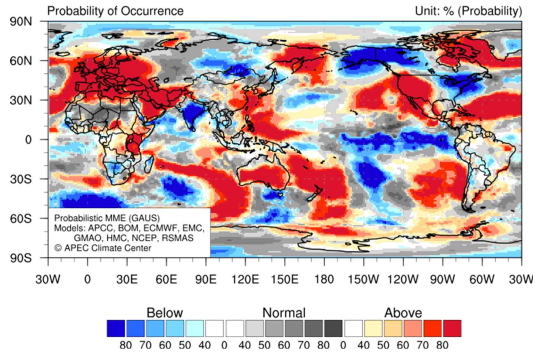 Probability of Occurrence Unit: % (Probability)
90N
60N
30N
0
30S
60S
90S
Probabilistic MME (GAUS)
Models: APCC, BOM, ECMWF, EMC,
GMAO, HMC, NCEP, RSMAS
© APEC Climate Center
30W 0 30E 60E 90E 120E 150E 180 150W 120W 90W 60W 30W
Below Normal Above
80 70 60 50 40 0 40 50 60 70 80 0 40 50 60 70 80